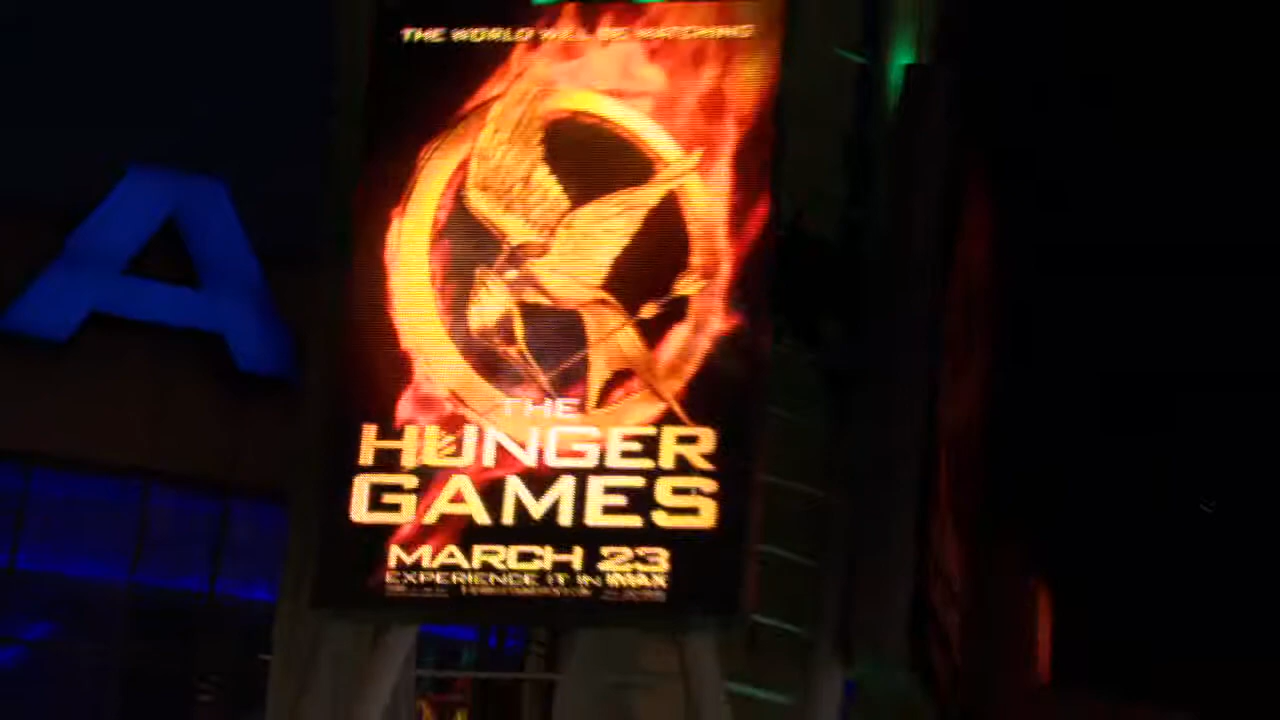 THE WORLD WILL BE WATCHING
A
THE
HUNGER
GAMES
MARCH 23
EXPERIENCE IT IN IMAX